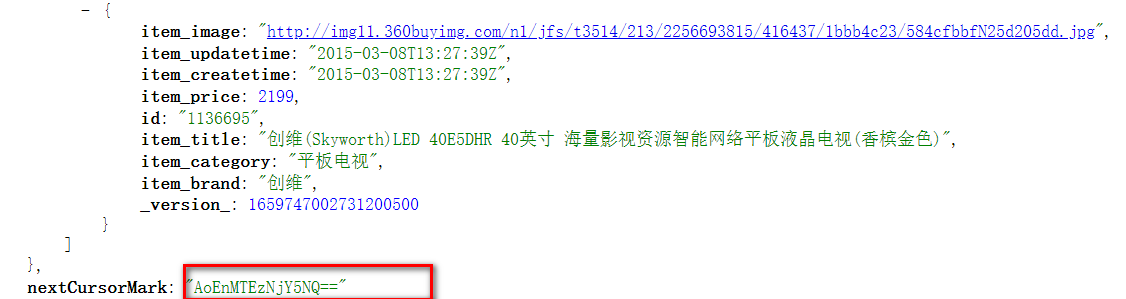 - {
item_image: "http://img11.360buyimg.com/n1/jfs/t3514/213/2256693815/416437/1bbb4c23/584cfbbfN25d205dd.jpg",
item_updatetime: "2015-03-08T13:27:39Z",
item_createtime: "2015-03-08T13:27:39Z",
item_price: 2199,
id: "1136695",
item_title: "创维(Skyworth)LED 40E5DHR 40英寸 海量影视资源智能网络平板液晶电视(香槟金色)",
item_category: "平板电视",
item_brand: "创维",
_version_: 1659747002731200500
}
]
},
nextCursorMark: "AoEnMTEzNjY5NQ=="